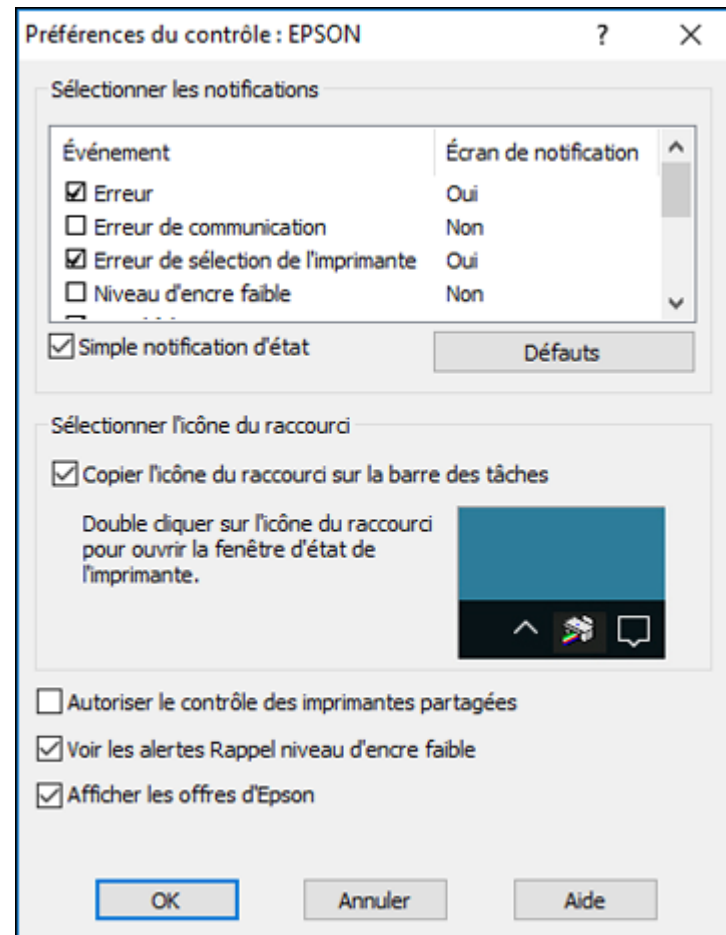 Préférences du contrôle : EPSON
Sélectionner les notifications
Événement Écran de notification
Erreur Oui
Erreur de communication Non
Erreur de sélection de l'imprimante Oui
Niveau d'encre faible Non
Simple notification d'état Défauts
Sélectionner l'icône du raccourci
Copier l'icône du raccourci sur la barre des tâches
Double cliquer sur l'icône du raccourci
pour ouvrir la fenêtre d'état de
l'imprimante.
Autoriser le contrôle des imprimantes partagées
Voir les alertes Rappel niveau d'encre faible
Afficher les offres d'Epson
OK Annuler Aide